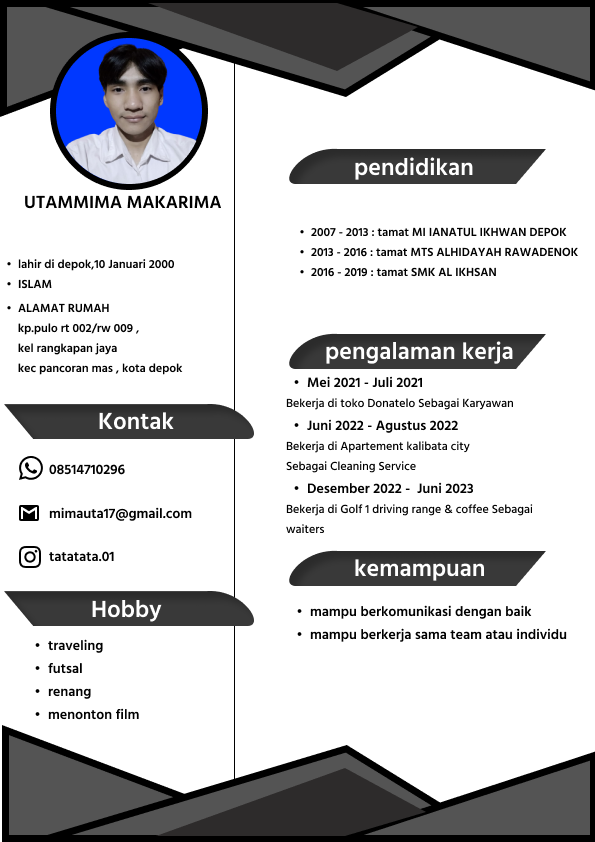 UTAMMIMA MAKARIMA
• lahir di depok,10 Januari 2000
• ISLAM
• ALAMAT RUMAH
kp.pulo rt 002/rw 009 ,
kel rangkapan jaya
kec pancoran mas , kota depok
Kontak
08514710296
mimauta17@gmail.com
tatatata.01
Hobby
• traveling
• futsal
• renang
• menonton film
pendidikan
• 2007 - 2013 : tamat MI IANATUL IKHWAN DEPOK
• 2013 - 2016 : tamat MTS ALHIDAYAH RAWADENOK
• 2016 - 2019 : tamat SMK AL IKHSAN
pengalaman kerja
• Mei 2021 - Juli 2021
Bekerja di toko Donatelo Sebagai Karyawan
• Juni 2022 - Agustus 2022
Bekerja di Apartement kalibata city
Sebagai Cleaning Service
• Desember 2022 - Juni 2023
Bekerja di Golf 1 driving range & coffee Sebagai
waiters
kemampuan
• mampu berkomunikasi dengan baik
• mampu berkerja sama team atau individu